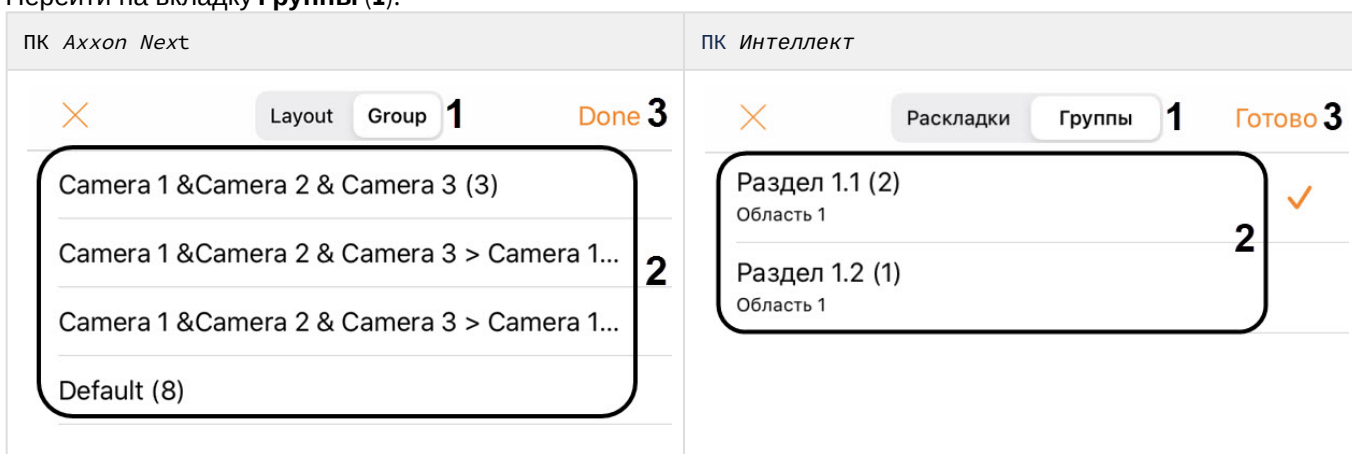 Перейти на вкладку Группы (1).
ПК Axxon Next
ПК Интеллект
Layout Group 1 Done 3
Camera 1 &Camera 2 & Camera 3 (3)
Camera 1 &Camera 2 & Camera 3 > Camera 1...
Camera 1 &Camera 2 & Camera 3 > Camera 1...
Default (8)
2
Раскладки Группы 1 Готово 3
Раздел 1.1 (2)
Область 1
Раздел 1.2 (1)
Область 1
2